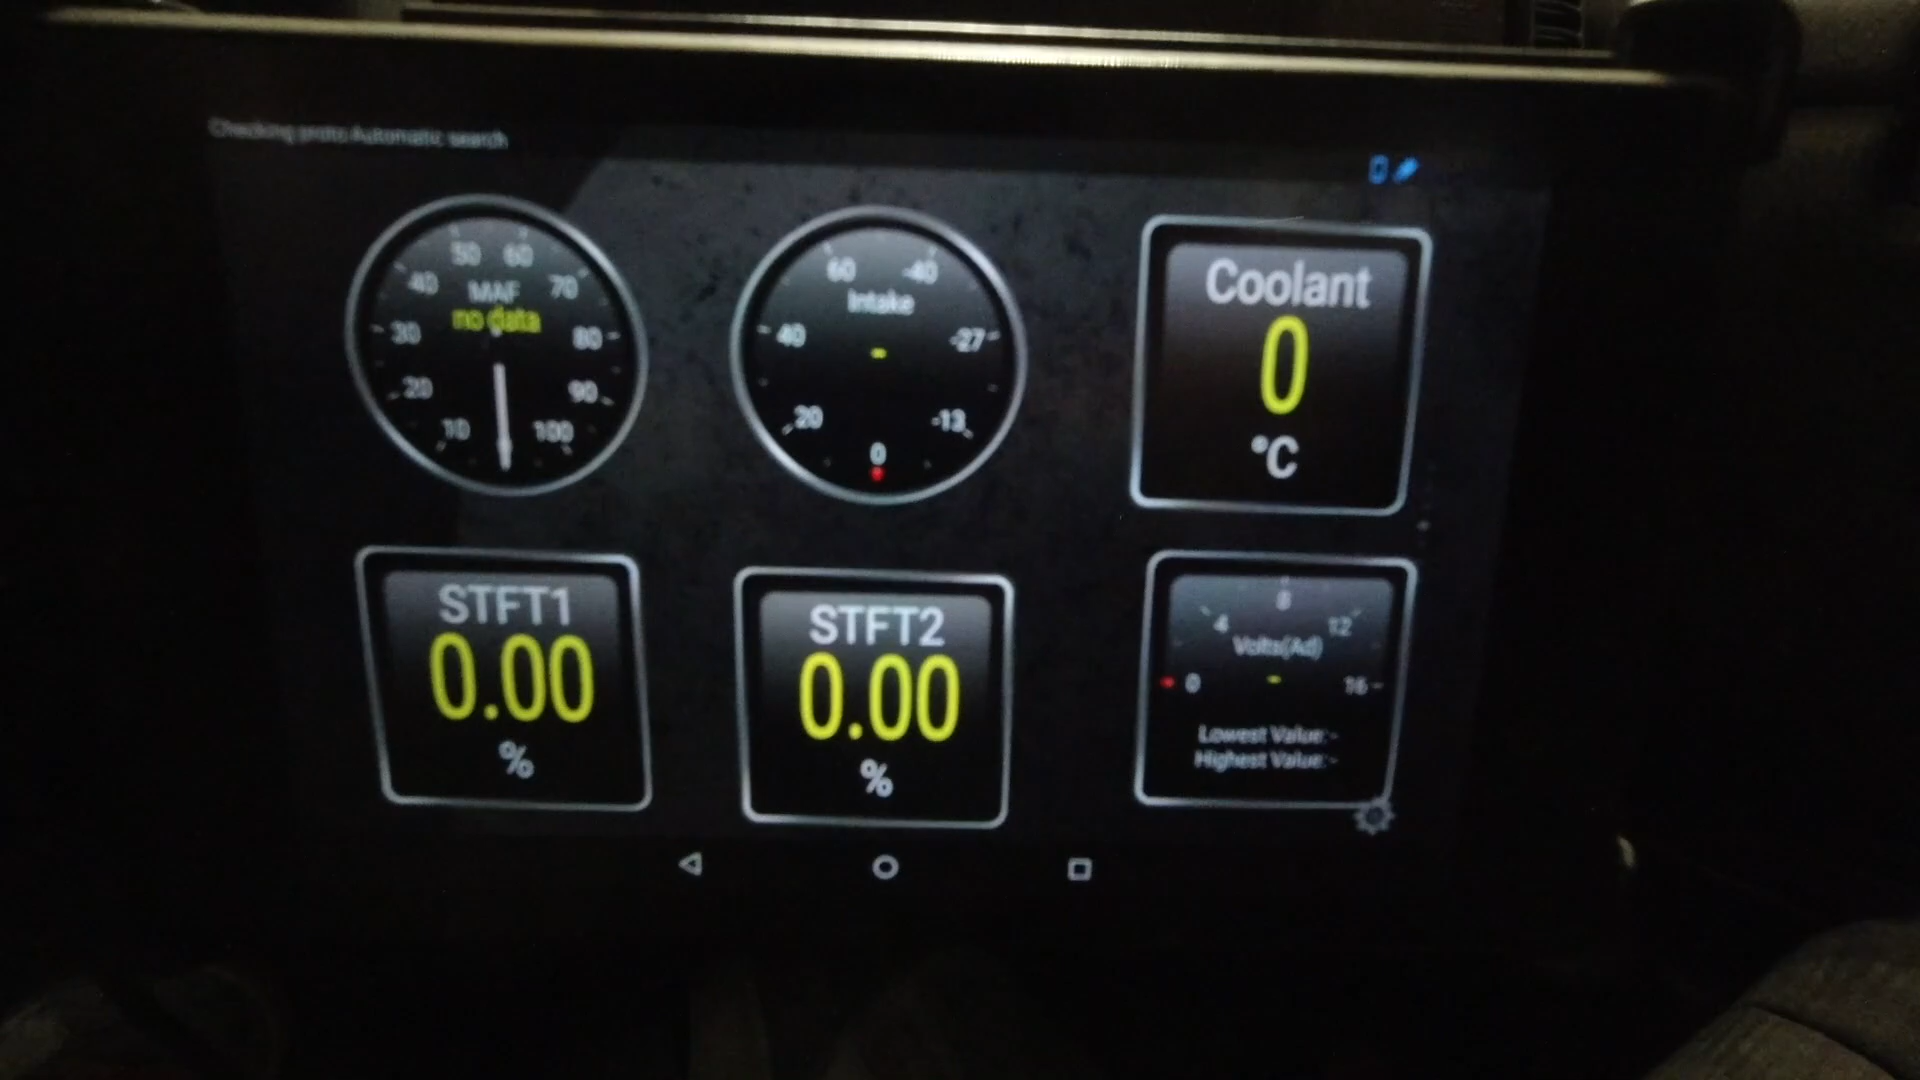 Checking proto:Automatic search
50 60
40 70
MAF
no data
30 80
20 90
10 100
60 -40
Intake
40 -27
-
20 -13
0
Coolant
0
°C
STFT1
0.00
%
STFT2
0.00
%
8
4 12
Volts(Ad)
0 - 16
Lowest Value:-
Highest Value:-